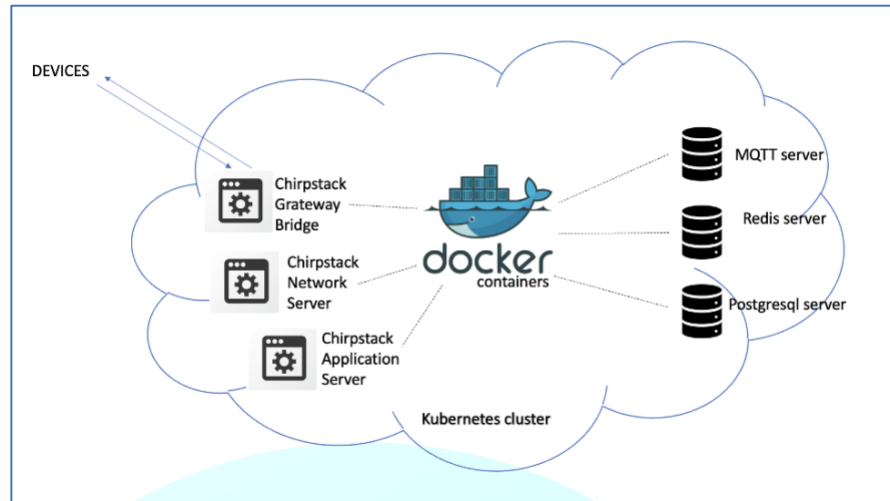 DEVICES
Chirpstack
Grateway
Bridge
Chirpstack
Network
Server
Chirpstack
Application
Server
docker
containers
MQTT server
Redis server
Postgresql server
Kubernetes cluster